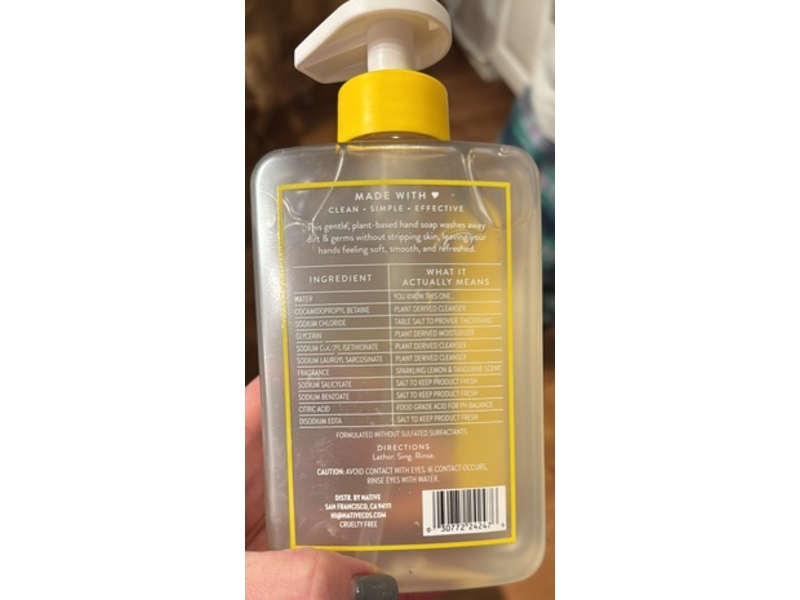 MADE WITH ♥
CLEAN • SIMPLE • EFFECTIVE
This gentle, plant-based hand soap washes away
dirt & germs without stripping skin, leaving your
hands feeling soft, smooth, and refreshed.
INGREDIENT WHAT IT
ACTUALLY MEANS
WATER YOU KNOW THIS ONE...
COCAMIDOPROPYL BETAINE PLANT DERIVED CLEANSER
SODIUM CHLORIDE TABLE SALT TO PROVIDE THICKENING
GLYCERIN PLANT DERIVED MOISTURIZER
SODIUM COCOYL ISETHIONATE PLANT DERIVED CLEANSER
SODIUM LAUROYL SARCOSINATE PLANT DERIVED CLEANSER
FRAGRANCE SPARKLING LEMON & TANGERINE SCENT
SODIUM SALICYLATE SALT TO KEEP PRODUCT FRESH
SODIUM BENZOATE SALT TO KEEP PRODUCT FRESH
CITRIC ACID FOOD GRADE ACID FOR PH BALANCE
DISODIUM EDTA SALT TO KEEP PRODUCT FRESH
FORMULATED WITHOUT SULFATED SURFACTANTS.
DIRECTIONS
Lather. Sing. Rinse.
CAUTION: AVOID CONTACT WITH EYES. IF CONTACT OCCURS,
RINSE EYES WITH WATER.
DISTR. BY NATIVE
SAN FRANCISCO, CA 94111
HI@NATIVECOS.COM
CRUELTY FREE
0 30772 24247